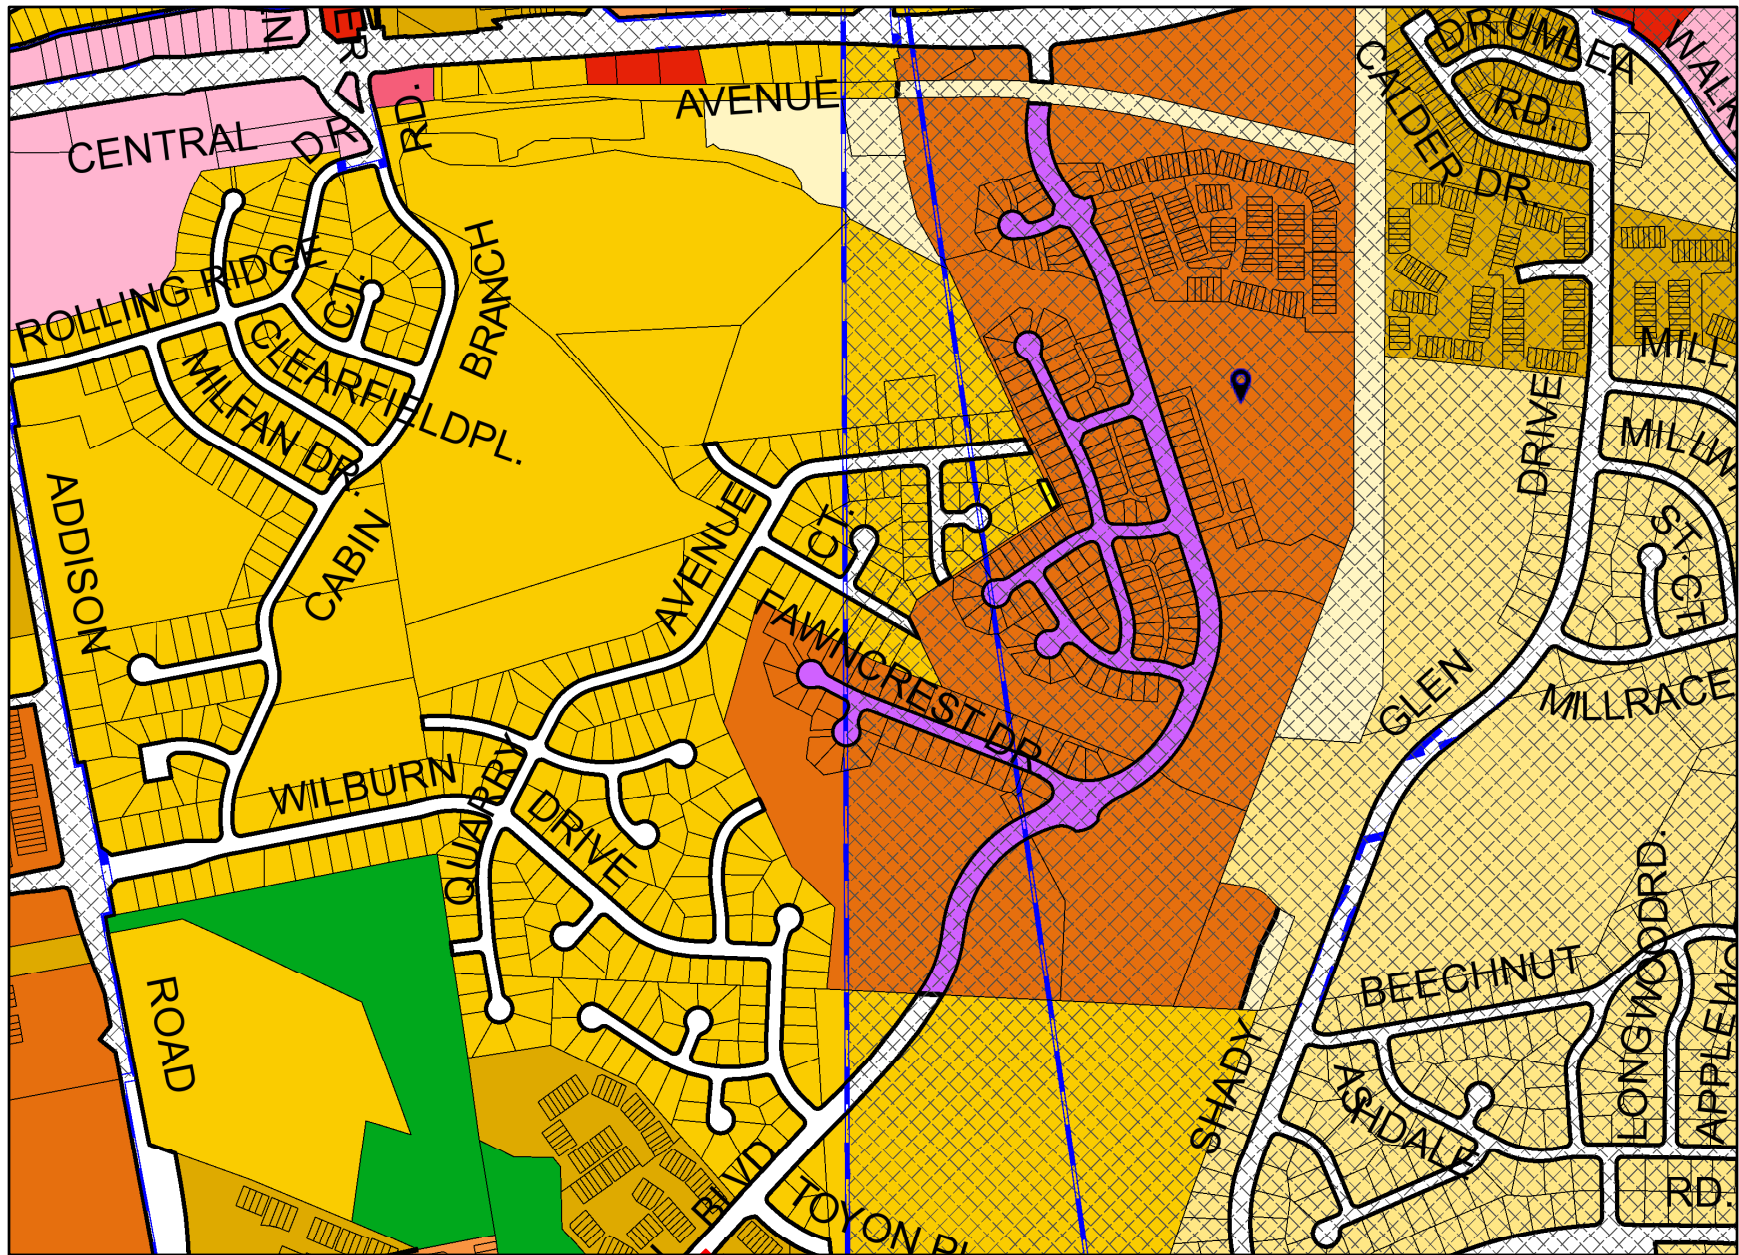 CENTRAL
AVENUE
DR.
RD.
CALDER DR.
DRUMLEA
RD.
WALK
ROLLING RIDGE
CT.
CABIN
BRANCH
CLEARFIELD PL.
MILFAN DR.
ADDISON
ROAD
MILL
DRIVE
GLEN
SHADY
ST. CT.
MILLRACE
AVENUE
QUARRY
CT.
FAWNCREST DR.
WILBURN
DRIVE
BEECHNUT
RD.
LONGWOOD RD.
APPLEWO
ASHDALE
BLVD
TOYON PL